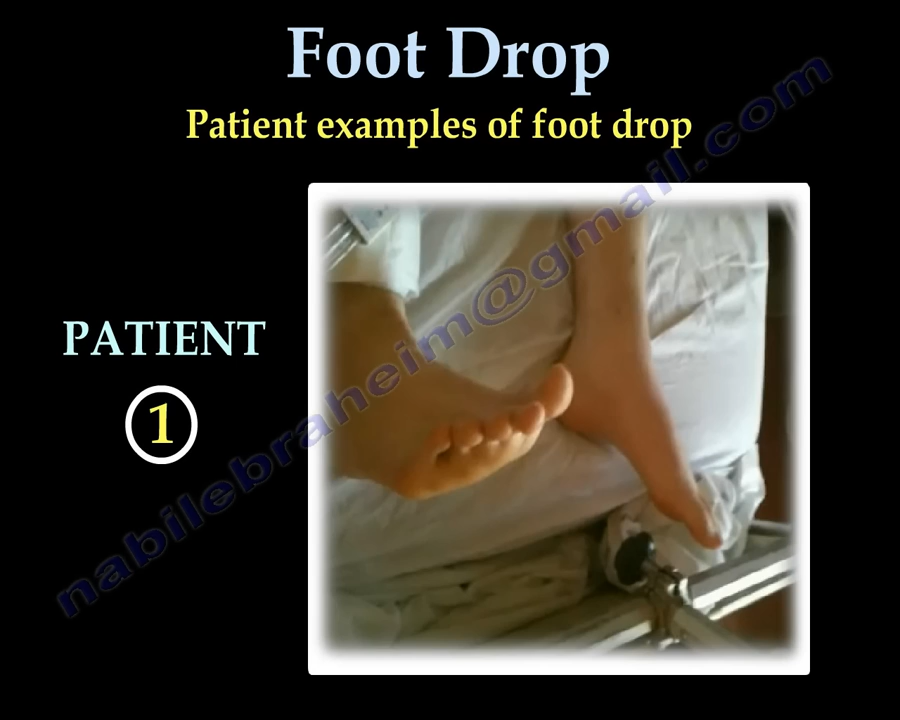 Foot Drop
Patient examples of foot drop
PATIENT
1
nabilebraheim@gmail.com